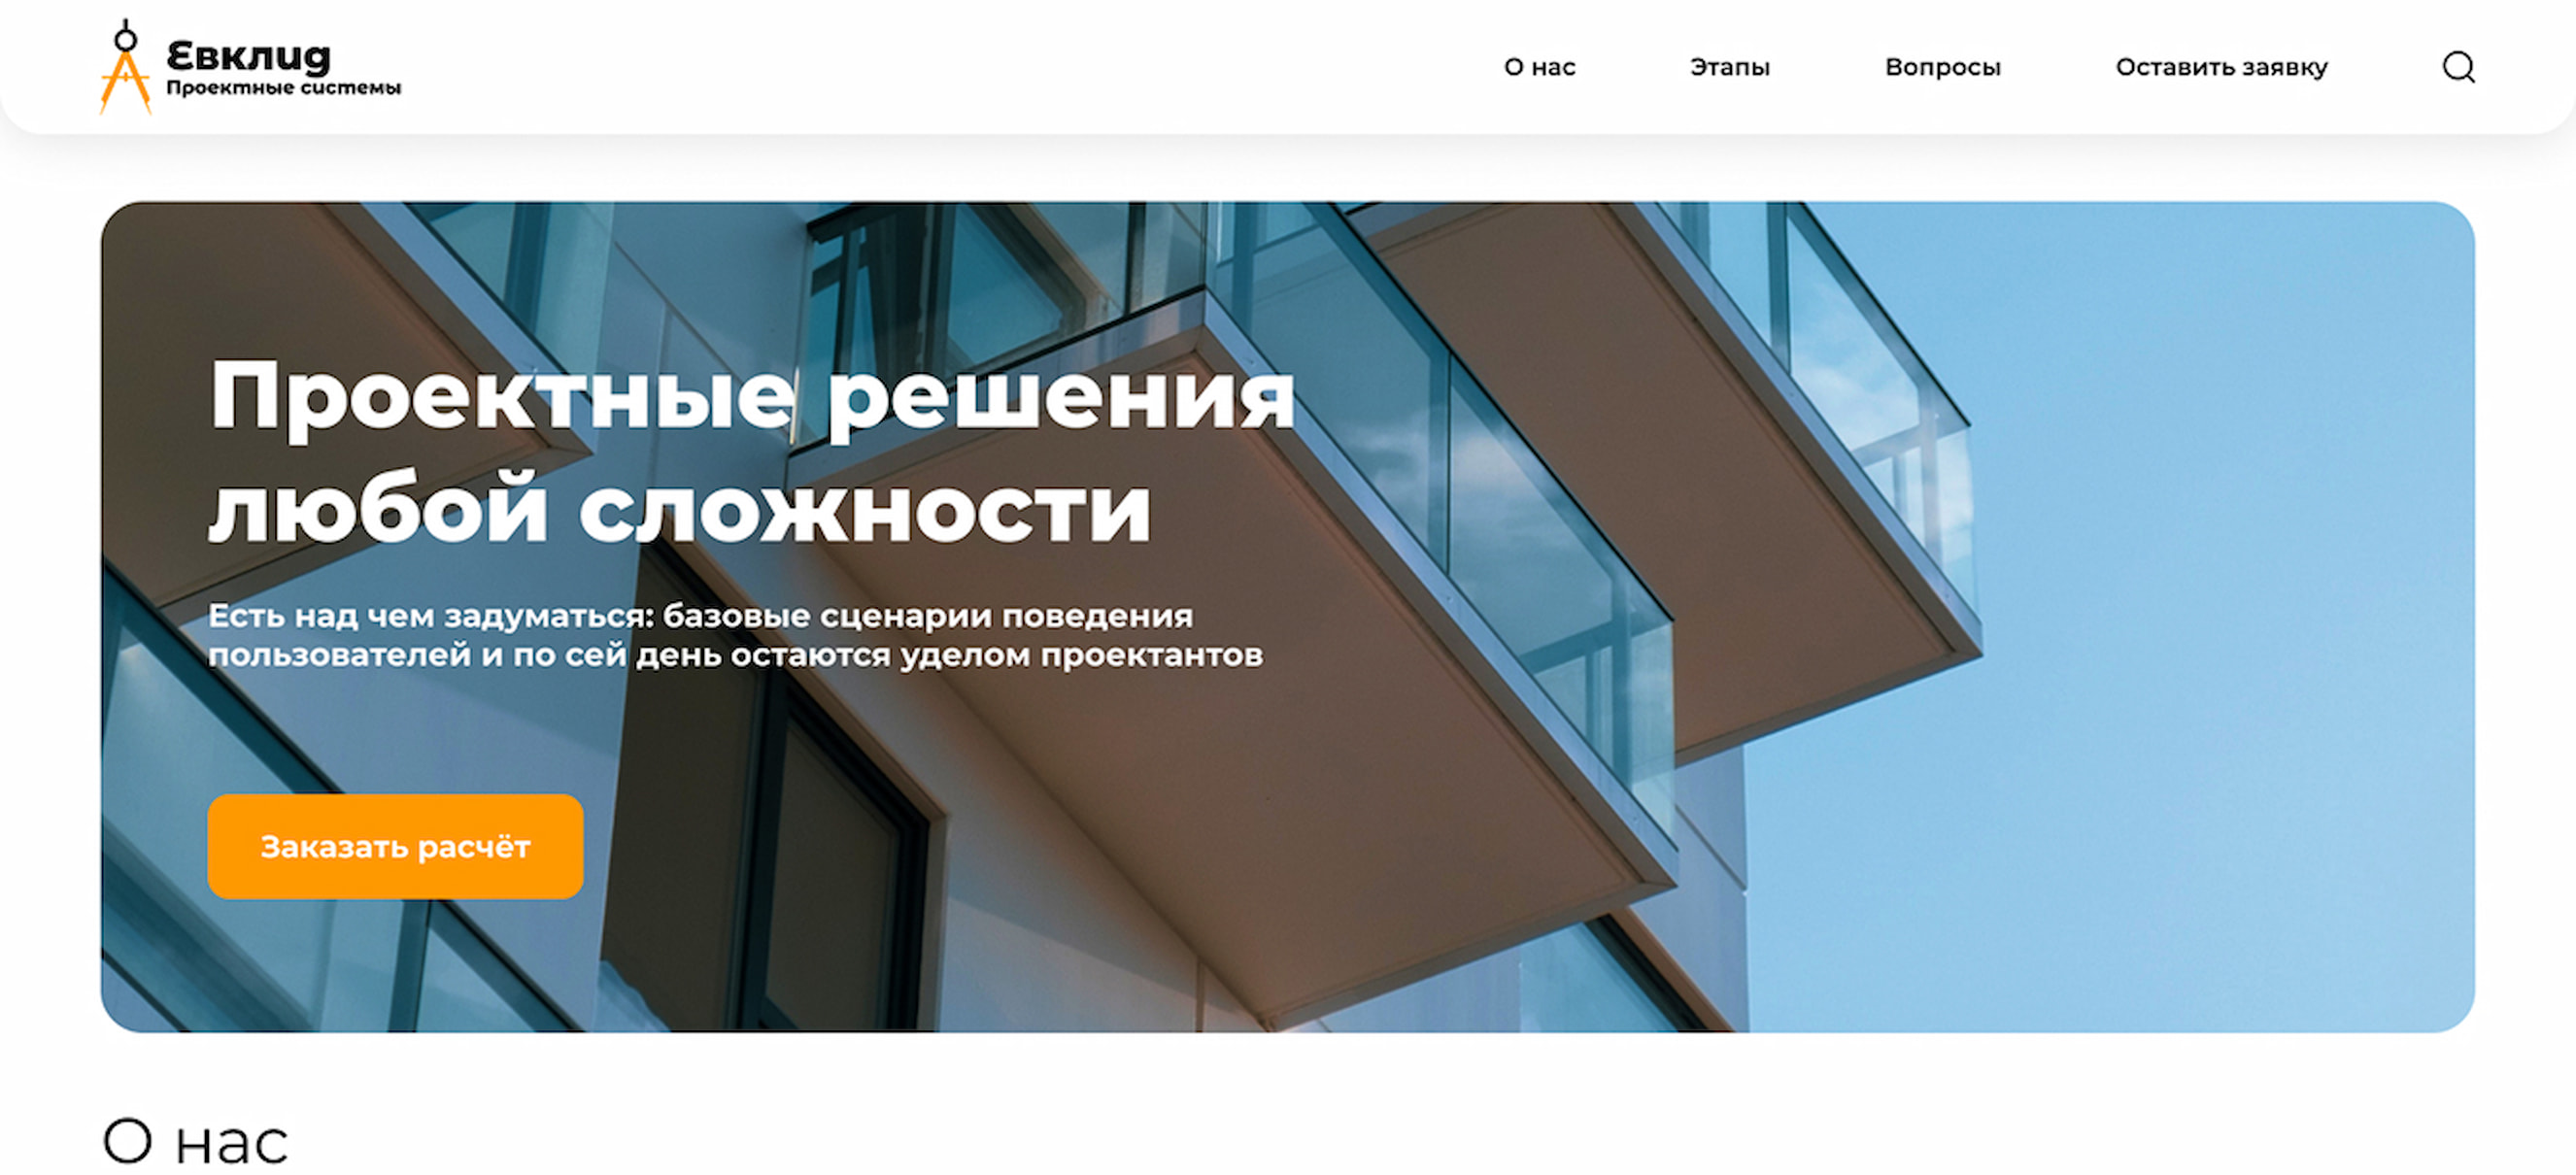 Евклид
Проектные системы
О нас
Этапы
Вопросы
Оставить заявку
Проектные решения
любой сложности
Есть над чем задуматься: базовые сценарии поведения
пользователей и по сей день остаются уделом проектантов
Заказать расчёт
О нас